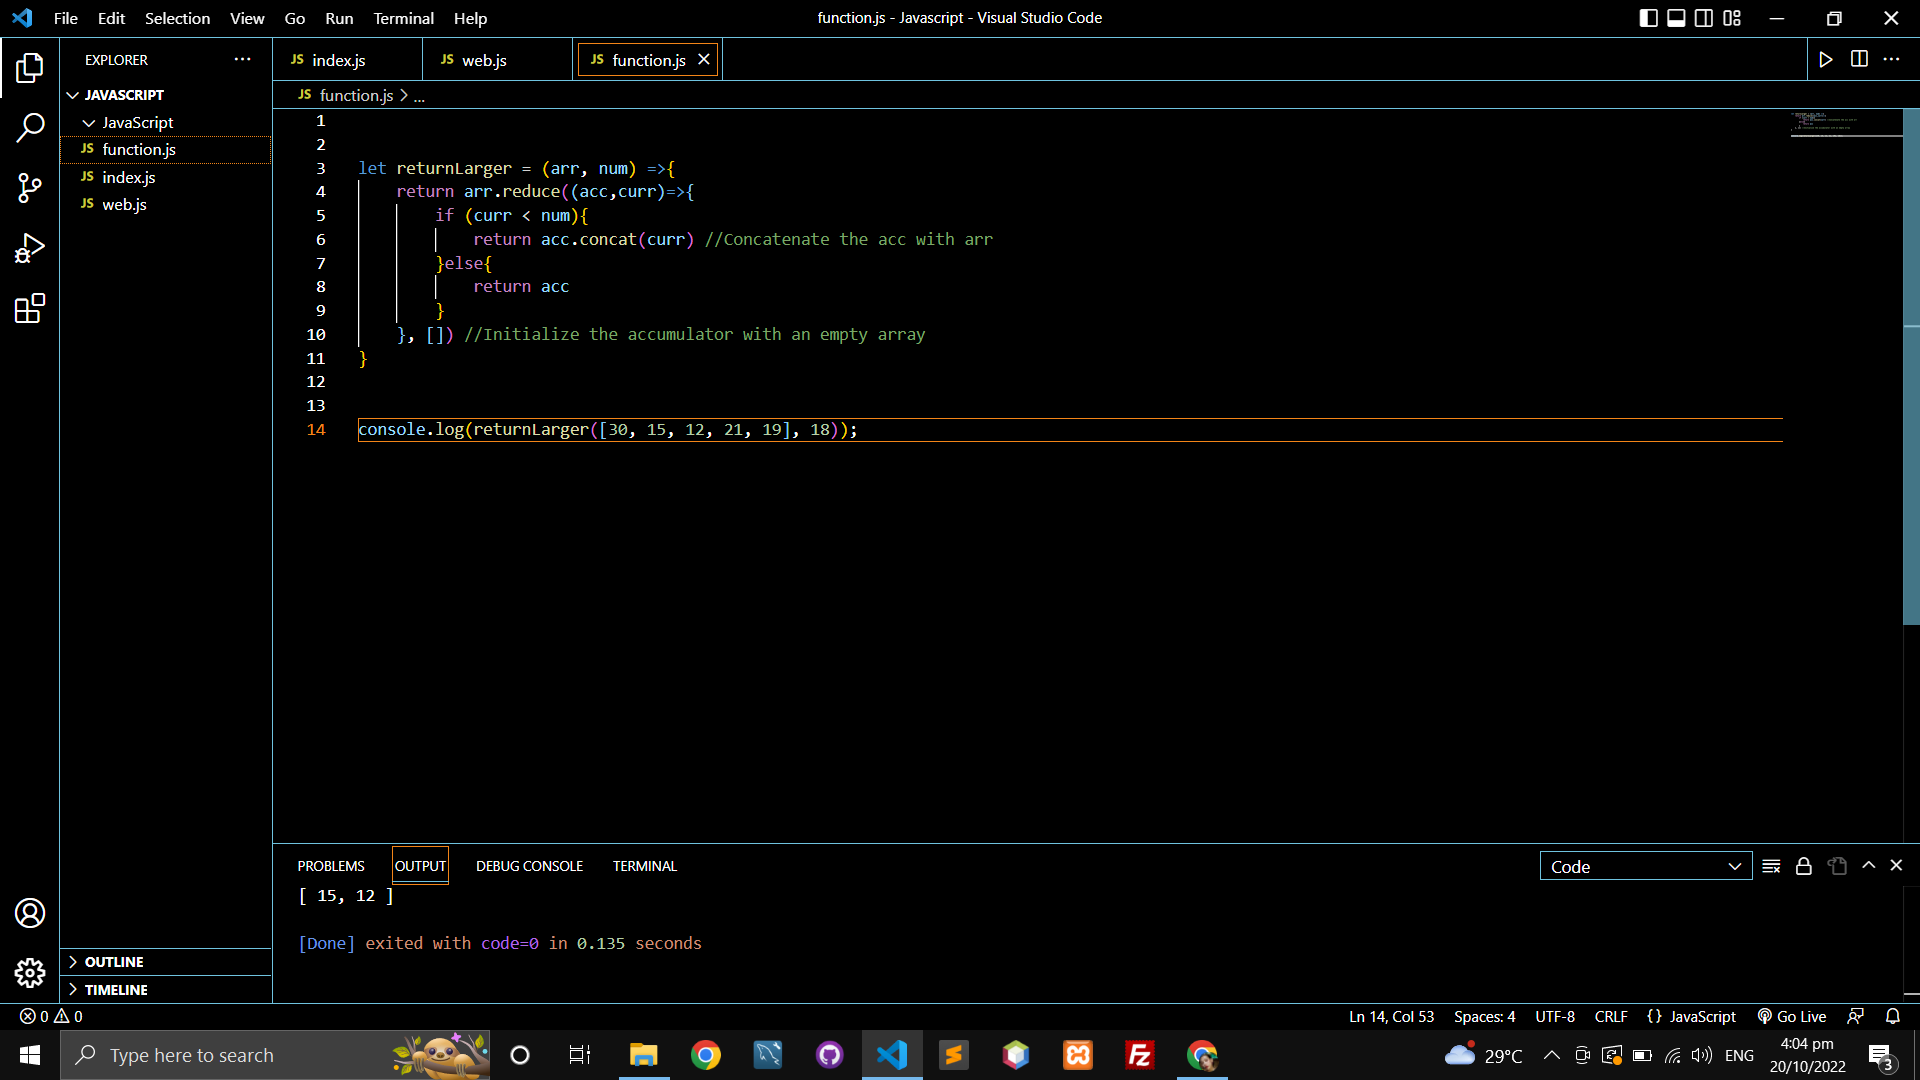 File Edit Selection View Go Run Terminal Help
function.js - Javascript - Visual Studio Code
EXPLORER ...
JAVASCRIPT
JavaScript
JS function.js
JS index.js
JS web.js
OUTLINE
TIMELINE
JS index.js
JS web.js
JS function.js
JS function.js > ...
1
2
3 let returnLarger = (arr, num) =>{
4 return arr.reduce((acc,curr)=>{
5 if (curr < num){
6 return acc.concat(curr) //Concatenate the acc with arr
7 }else{
8 return acc
9 }
10 }, []) //Initialize the accumulator with an empty array
11 }
12
13
14 console.log(returnLarger([30, 15, 12, 21, 19], 18));
PROBLEMS OUTPUT DEBUG CONSOLE TERMINAL
Code
[ 15, 12 ]
[Done] exited with code=0 in 0.135 seconds
0 0
Ln 14, Col 53 Spaces: 4 UTF-8 CRLF {} JavaScript Go Live
Type here to search
Fz
29°C
ENG
4:04 pm
20/10/2022
3